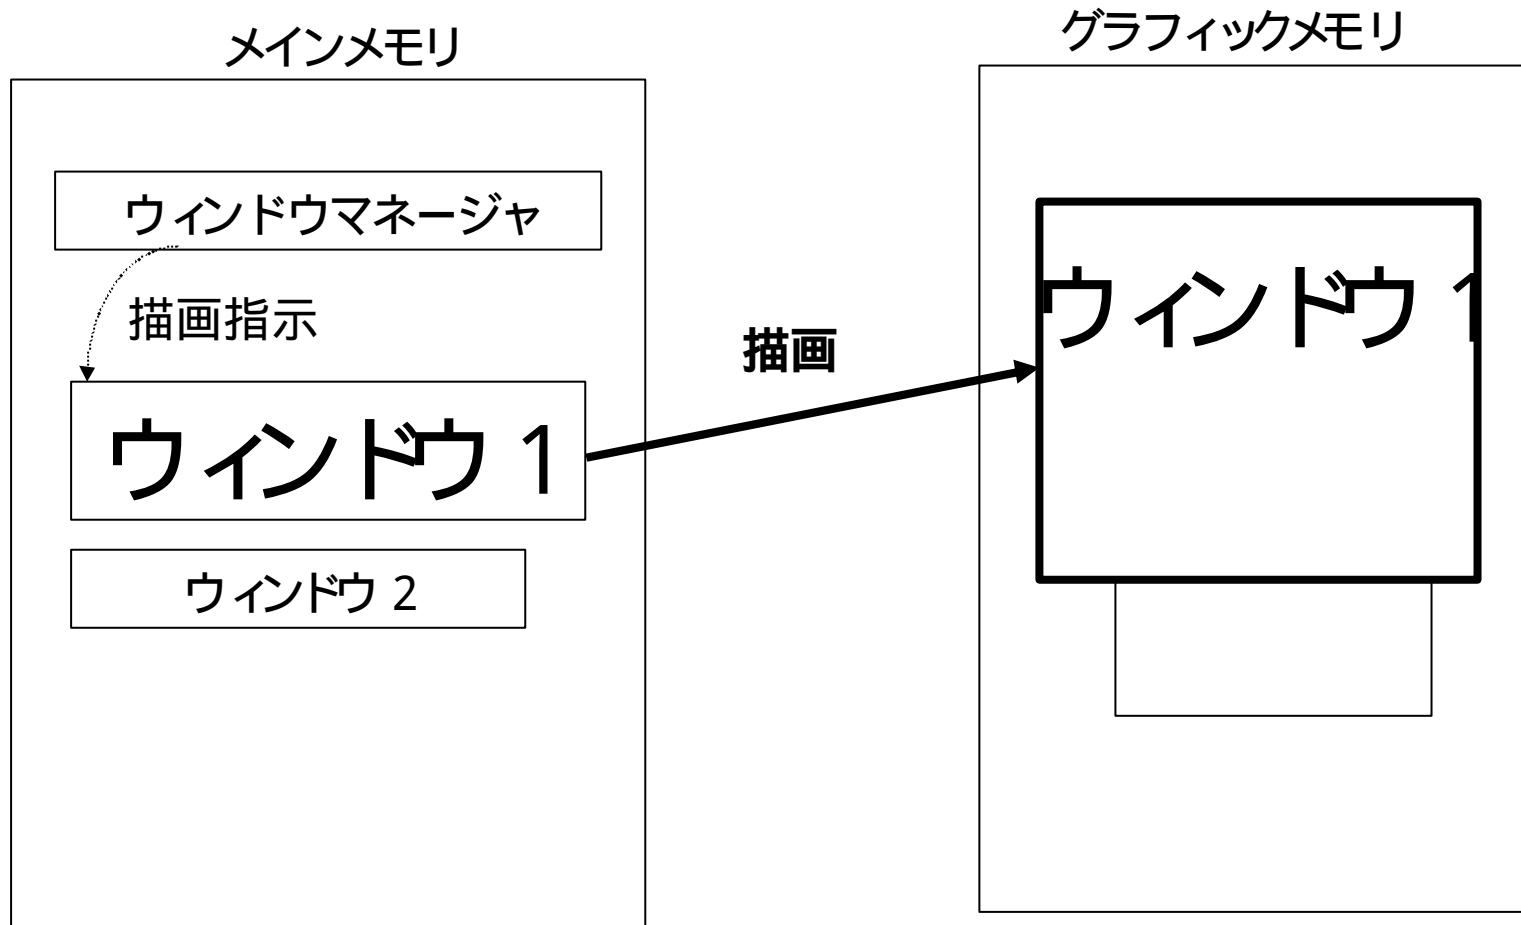 メインメモリ
グラフィックメモリ
ウィンドウマネージャ
描画指示
ウィンドウ 1
ウィンドウ 2
描画
ウィンドウ 1